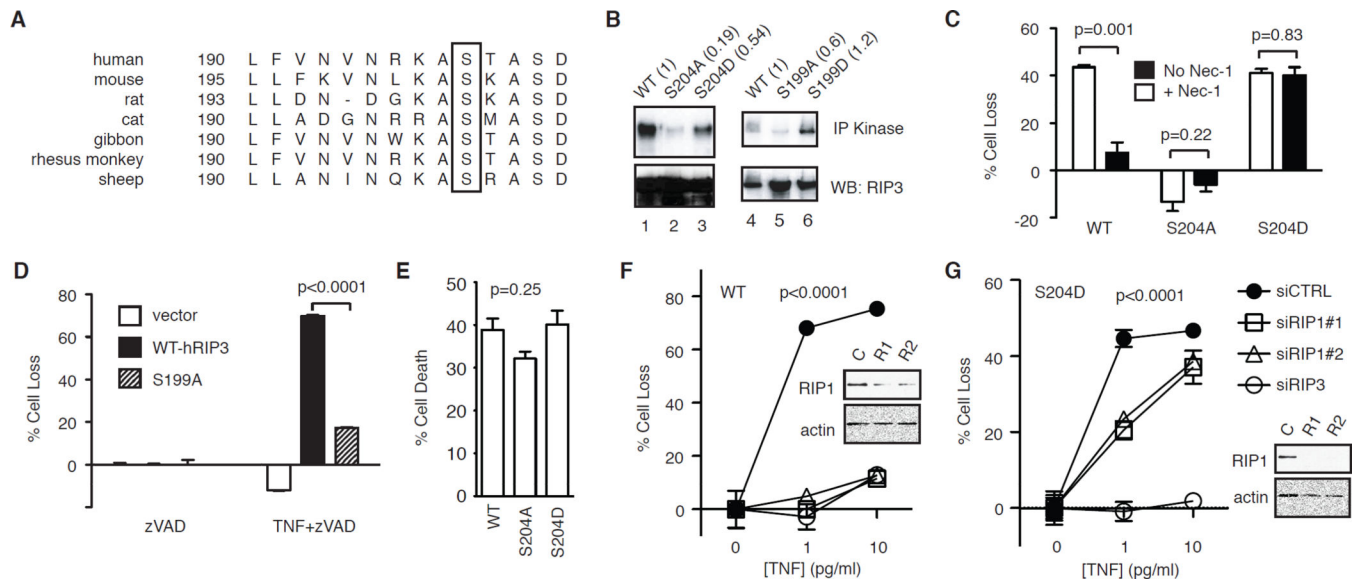 A
human 190 L F V N V N R K A S T A S D
mouse 195 L L F K V N L K A S K A S D
rat 193 L L D N - D G K A S K A S D
cat 190 L L A D G N R R A S M A S D
gibbon 190 L F V N V N W K A S T A S D
rhesus monkey 190 L F V N V N R K A S T A S D
sheep 190 L L A N I N Q K A S R A S D
B
WT (1) S204A (0.19) S204D (0.54) WT (1) S199A (0.6) S199D (1.2)
IP Kinase
WB: RIP3
1 2 3 4 5 6
C
% Cell Loss
60
40
20
0
-20
p=0.001
p=0.22
p=0.83
No Nec-1
+ Nec-1
WT S204A S204D
D
% Cell Loss
80
60
40
20
0
-20
p<0.0001
vector
WT-hRIP3
S199A
zVAD TNF+zVAD
E
% Cell Death
50
40
30
20
10
0
p=0.25
WT S204A S204D
F
% Cell Loss
80
60
40
20
0
WT p<0.0001
C R1 R2
RIP1
actin
0 1 10
[TNF] (pg/ml)
G
% Cell Loss
60
40
20
0
S204D p<0.0001
siCTRL
siRIP1#1
siRIP1#2
siRIP3
C R1 R2
RIP1
actin
0 1 10
[TNF] (pg/ml)